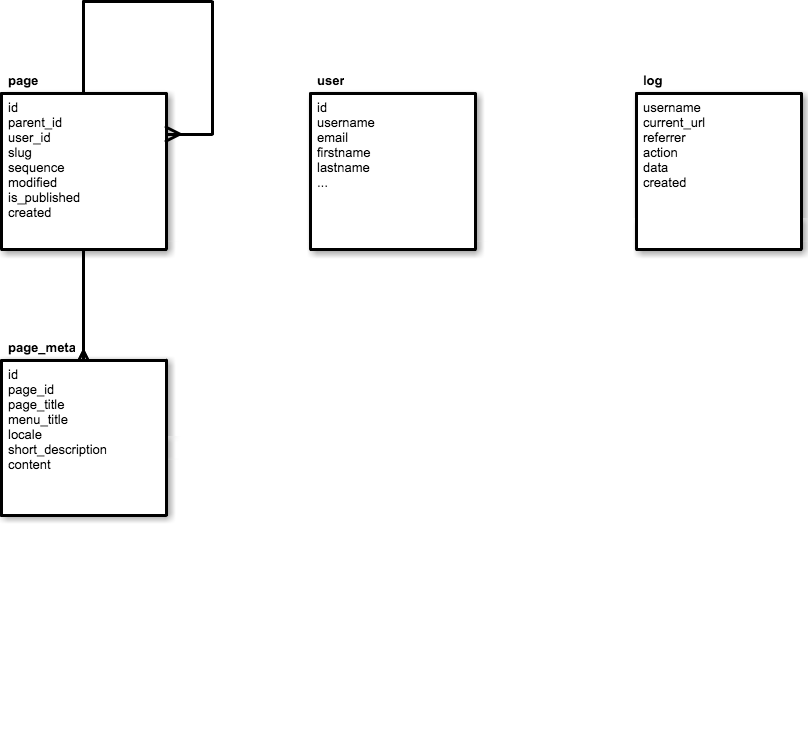 page
id
parent_id
user_id
slug
sequence
modified
is_published
created
user
id
username
email
firstname
lastname
...
log
username
current_url
referrer
action
data
created
page_meta
id
page_id
page_title
menu_title
locale
short_description
content